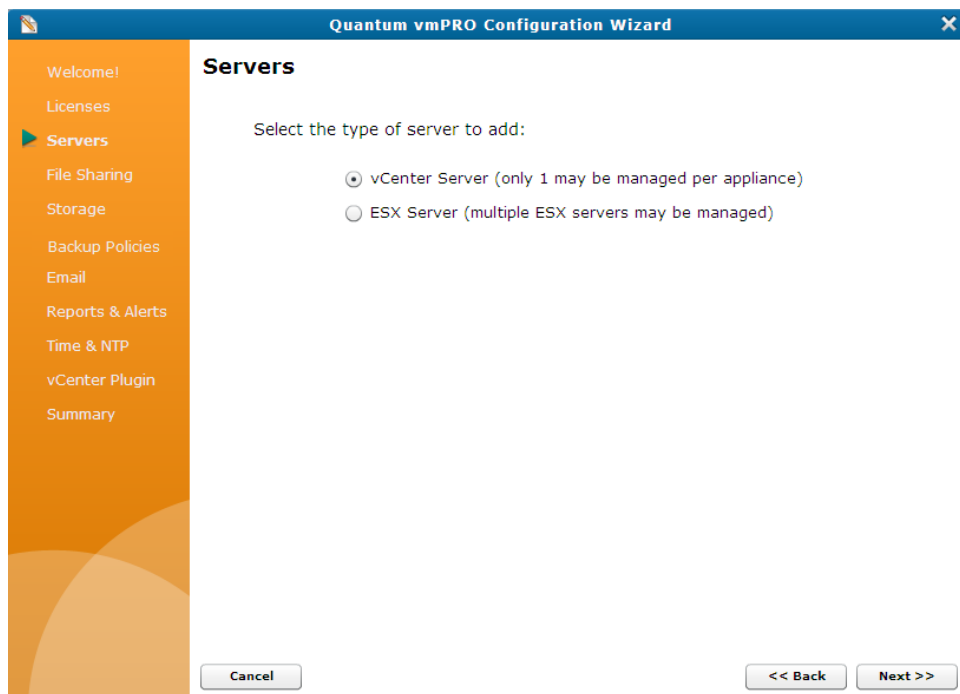 Quantum vmPRO Configuration Wizard
Welcome!
Licenses
Servers
File Sharing
Storage
Backup Policies
Email
Reports & Alerts
Time & NTP
vCenter Plugin
Summary
Servers
Select the type of server to add:
vCenter Server (only 1 may be managed per appliance)
ESX Server (multiple ESX servers may be managed)
Cancel
<< Back
Next >>